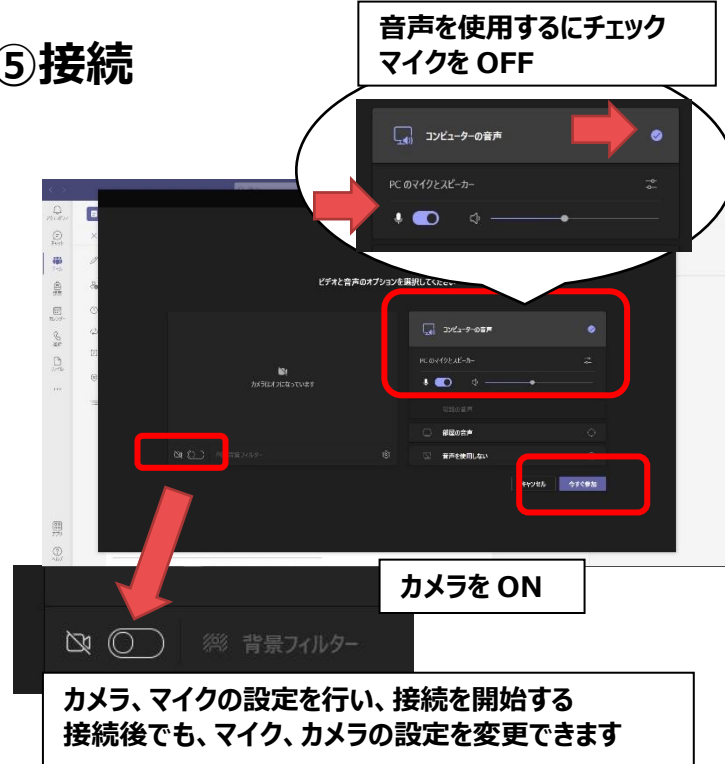 ⑤接続
音声を使用するにチェック
マイクを OFF
コンピューターの音声
PC のマイクとスピーカー
ビデオと音声のオプションを選択してください
コンピューターの音声
PC のマイクとスピーカー
カメラはオフになっています
部屋の音声
音声を使用しない
キャンセル
今すぐ参加
カメラを ON
背景フィルター
カメラ、マイクの設定を行い、接続を開始する
接続後でも、マイク、カメラの設定を変更できます